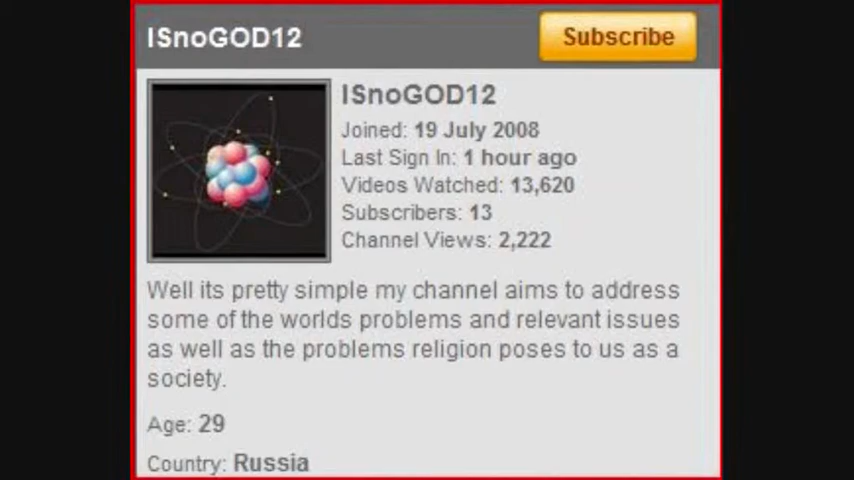 ISnoGOD12
Subscribe
ISnoGOD12
Joined: 19 July 2008
Last Sign In: 1 hour ago
Videos Watched: 13,620
Subscribers: 13
Channel Views: 2,222
Well its pretty simple my channel aims to address
some of the worlds problems and relevant issues
as well as the problems religion poses to us as a
society.
Age: 29
Country: Russia